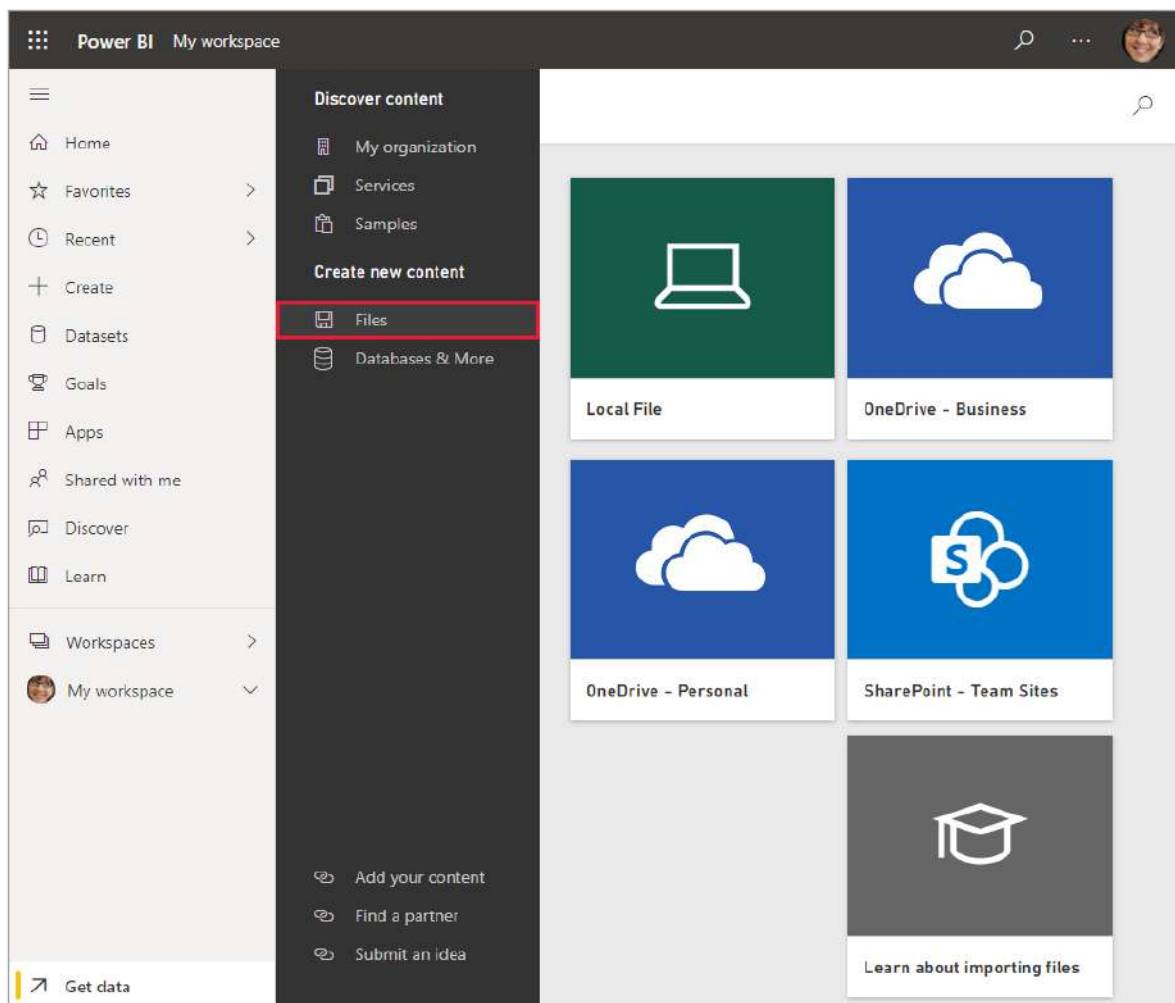 Power BI My workspace
Home
Favorites
Recent
Create
Datasets
Goals
Apps
Shared with me
Discover
Learn
Workspaces
My workspace
Get data
Discover content
My organization
Services
Samples
Create new content
Files
Databases & More
Add your content
Find a partner
Submit an idea
Local File
OneDrive - Business
OneDrive - Personal
S
SharePoint - Team Sites
Learn about importing files